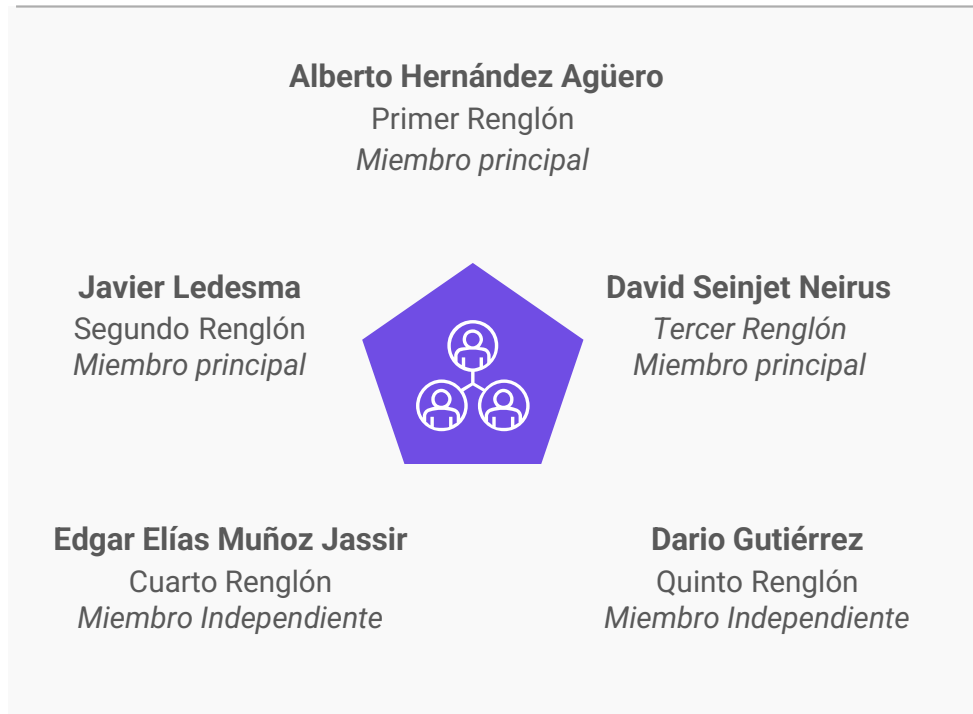 Alberto Hernández Agüero
Primer Renglón
Miembro principal
Javier Ledesma
Segundo Renglón
Miembro principal
David Seinjet Neirus
Tercer Renglón
Miembro principal
Edgar Elías Muñoz Jassir
Cuarto Renglón
Miembro Independiente
Dario Gutiérrez
Quinto Renglón
Miembro Independiente